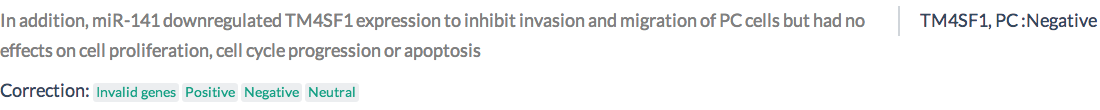 In addition, miR-141 downregulated TM4SF1 expression to inhibit invasion and migration of PC cells but had no
effects on cell proliferation, cell cycle progression or apoptosis
TM4SF1, PC :Negative
Correction: Invalid genes Positive Negative Neutral